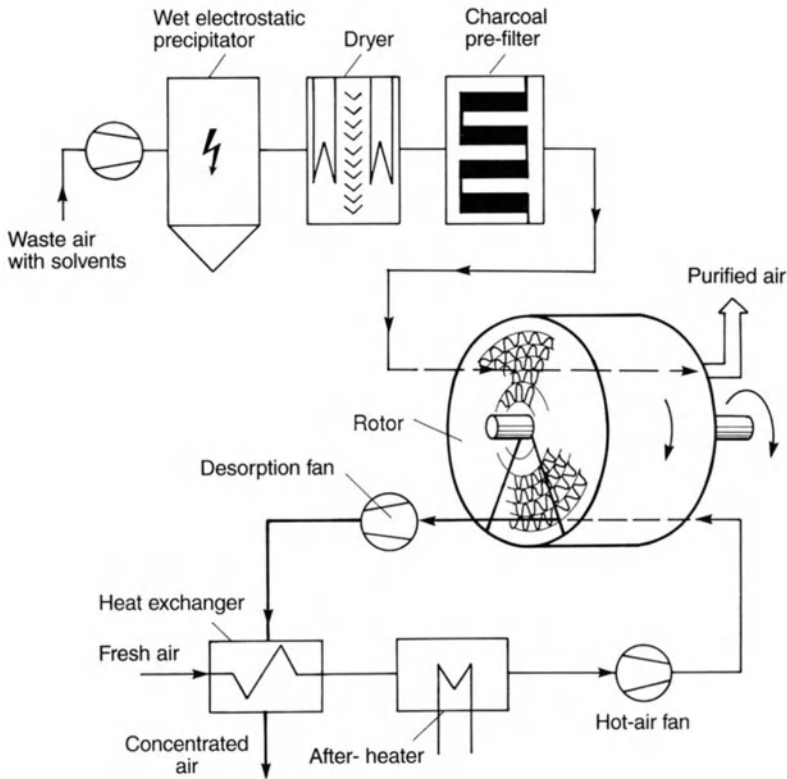 Wet electrostatic
precipitator
Dryer
Charcoal
pre-filter
Waste air
with solvents
Purified air
Rotor
Desorption fan
Heat exchanger
Fresh air
Hot-air fan
Concentrated
air
After- heater